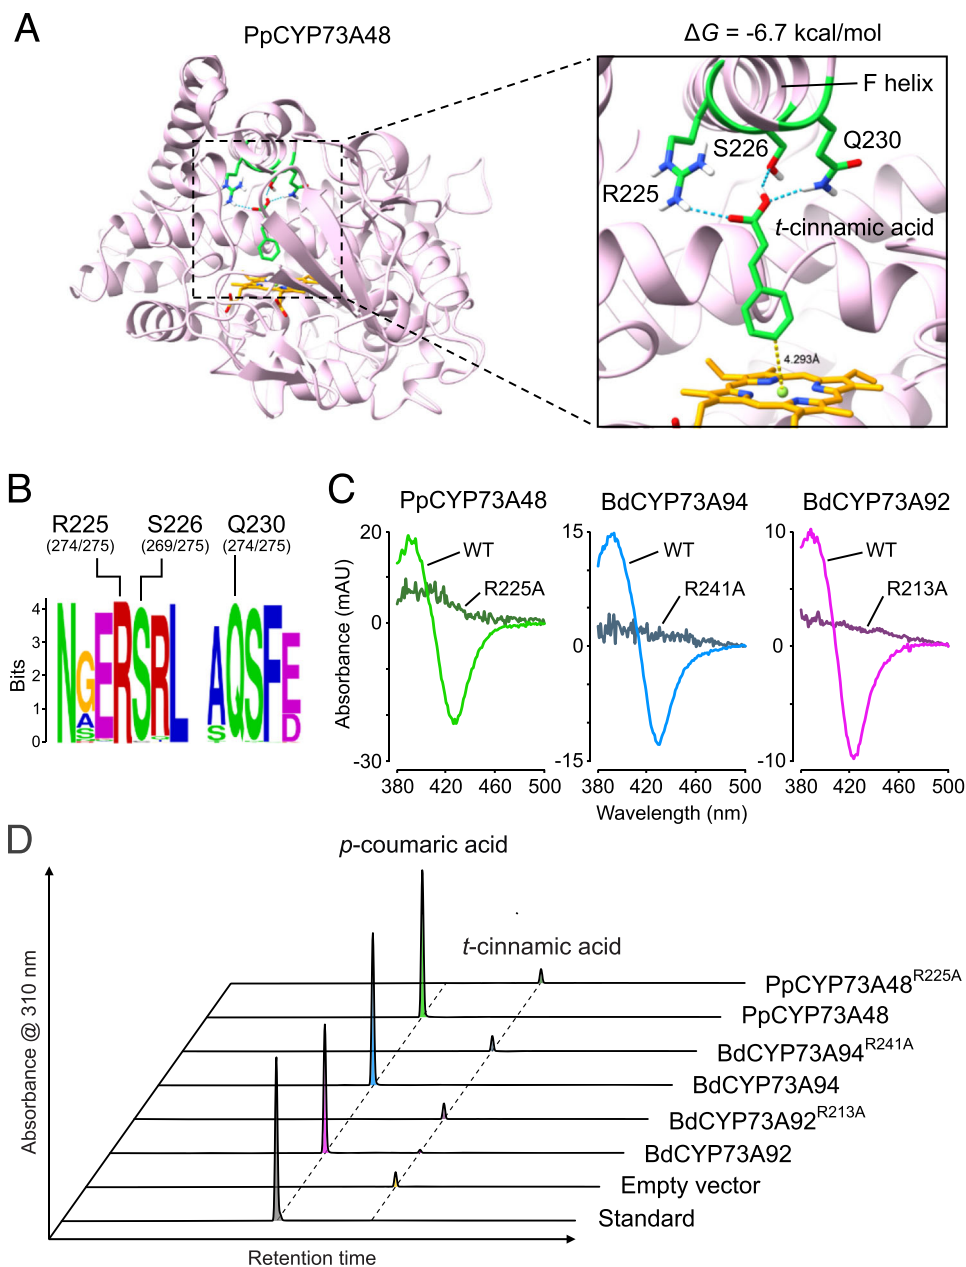 A
PpCYP73A48
ΔG = -6.7 kcal/mol
F helix
S226
Q230
R225
t-cinnamic acid
4.293Å
B
R225 S226 Q230
(274/275) (269/275) (274/275)
Bits
4
3
2
1
0
NGERSRL AQSFE
A
S
S
D
C
PpCYP73A48
BdCYP73A94
BdCYP73A92
20
0
-30
WT
R225A
15
0
-15
WT
R241A
10
0
-10
WT
R213A
Absorbance (mAU)
380 420 460 500
380 420 460 500
380 420 460 500
Wavelength (nm)
D
p-coumaric acid
t-cinnamic acid
PpCYP73A48R225A
PpCYP73A48
BdCYP73A94R241A
BdCYP73A94
BdCYP73A92R213A
BdCYP73A92
Empty vector
Standard
Absorbance @ 310 nm
Retention time